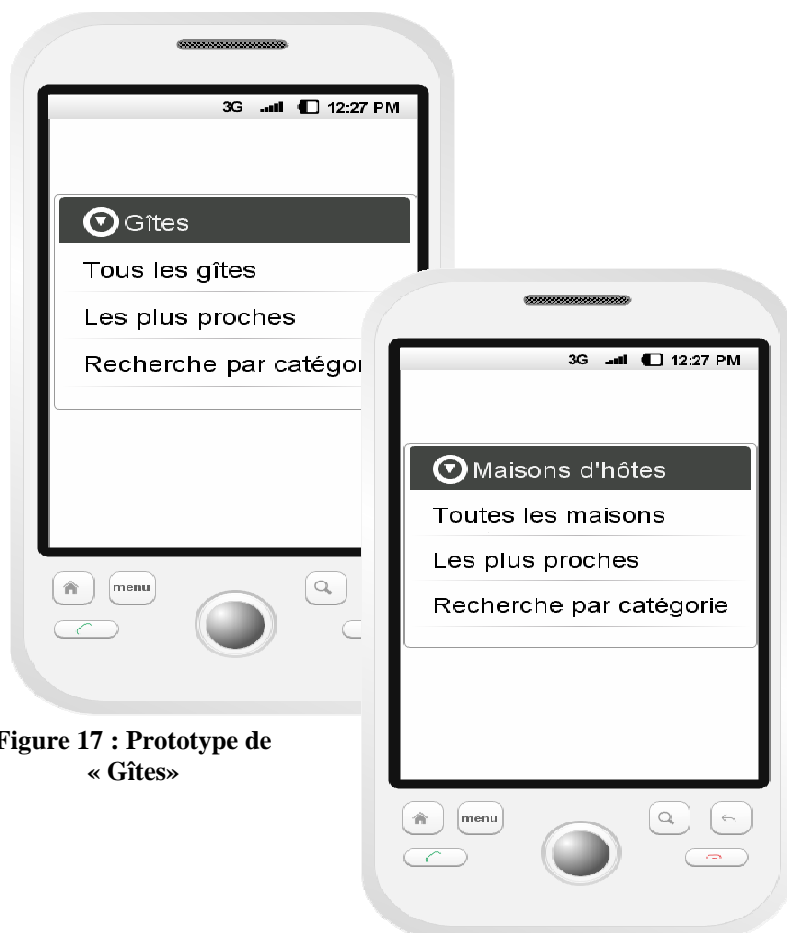 3G 12:27 PM
Gîtes
Tous les gîtes
Les plus proches
Recherche par catégor
menu
Figure 17 : Prototype de
« Gîtes»
3G 12:27 PM
Maisons d'hôtes
Toutes les maisons
Les plus proches
Recherche par catégorie
menu